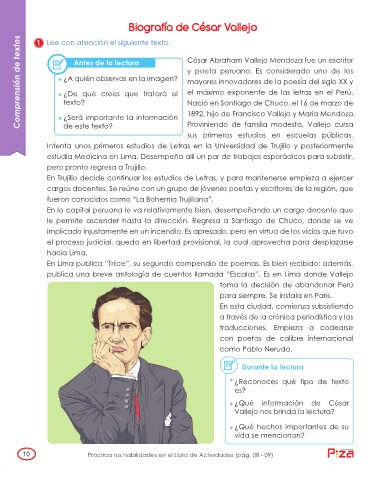 Biografía de César Vallejo
Comprensión de textos
1 Lee con atención el siguiente texto.
Antes de la lectura
• ¿A quién observas en la imagen?
• ¿De qué crees que tratará el
texto?
• ¿Será importante la información
de este texto?
César Abraham Vallejo Mendoza fue un escritor
y poeta peruano. Es considerado uno de los
mayores innovadores de la poesía del siglo XX y
el máximo exponente de las letras en el Perú.
Nació en Santiago de Chuco, el 16 de marzo de
1892, hijo de Francisco Vallejo y María Mendoza.
Proviniendo de familia modesta, Vallejo cursa
sus primeros estudios en escuelas públicas.
Intenta unos primeros estudios de Letras en la Universidad de Trujillo y posteriormente
estudia Medicina en Lima. Desempeña allí un par de trabajos esporádicos para subsistir,
pero pronto regresa a Trujillo.
En Trujillo decide continuar los estudios de Letras, y para mantenerse empieza a ejercer
cargos docentes. Se reúne con un grupo de jóvenes poetas y escritores de la región, que
fueron conocidos como “La Bohemia Trujillana”.
En la capital peruana le va relativamente bien, desempeñando un cargo docente que
le permite ascender hasta la dirección. Regresa a Santiago de Chuco, donde se ve
implicado injustamente en un incendio. Es apresado, pero en virtud de los vicios que tuvo
el proceso judicial, queda en libertad provisional, la cual aprovecha para desplazarse
hacia Lima.
En Lima publica “Trilce”, su segundo compendio de poemas. Es bien recibido; además,
publica una breve antología de cuentos llamada “Escalas”. Es en Lima donde Vallejo
toma la decisión de abandonar Perú
para siempre. Se instala en París.
En esta ciudad, comienza subsistiendo
a través de la crónica periodística y las
traducciones. Empieza a codearse
con poetas de calibre internacional
como Pablo Neruda.
Durante la lectura
• ¿Reconoces qué tipo de texto
es?
• ¿Qué información de César
Vallejo nos brinda la lectura?
• ¿Qué hechos importantes de su
vida se mencionan?
10
Practica tus habilidades en el Libro de Actividades (pág. 08 - 09)
Piza